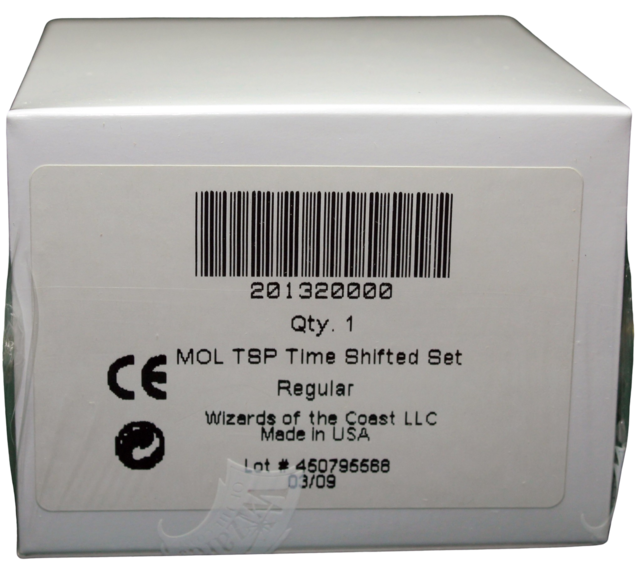 201320000
Qty. 1
MOL TSP Time Shifted Set
CE
Regular
Wizards of the Coast LLC
Made in USA
Lot # 450795568
03/09